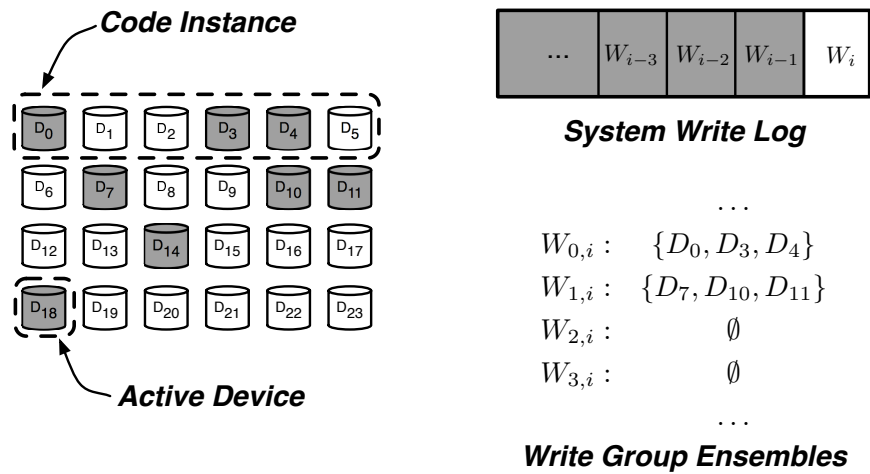 Code Instance
D0 D1 D2 D3 D4 D5
D6 D7 D8 D9 D10 D11
D12 D13 D14 D15 D16 D17
D18 D19 D20 D21 D22 D23
Active Device
... Wi−3 Wi−2 Wi−1 Wi
System Write Log
...
W0,i : {D0, D3, D4}
W1,i : {D7, D10, D11}
W2,i : ∅
W3,i : ∅
...
Write Group Ensembles